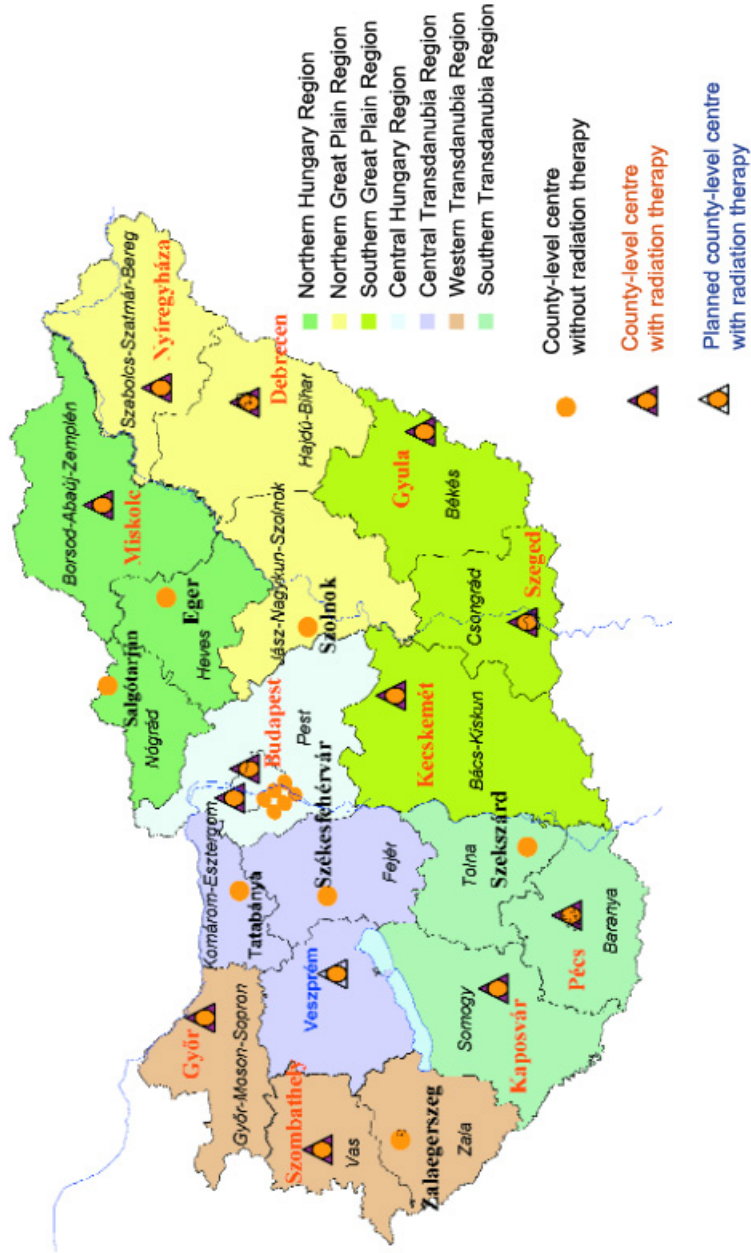 Borsod-Abaúj-Zemplén
Szabolcs-Szatmár-Bereg
Nyíregyháza
Miskolc
Salgótarján
Nógrád
Eger
Heves
Debrecen
Hajdú-Bihar
Jász-Nagykun-Szolnok
Szolnok
Budapest
Pest
Komárom-Esztergom
Tatabánya
Székesfehérvár
Fejér
Győr
Győr-Moson-Sopron
Veszprém
Szombathely
Vas
Zalaegerszeg
Zala
Somogy
Kaposvár
Tolna
Szekszárd
Pécs
Baranya
Kecskemét
Bács-Kiskun
Csongrád
Szeged
Gyula
Békés
Northern Hungary Region
Northern Great Plain Region
Southern Great Plain Region
Central Hungary Region
Central Transdanubia Region
Western Transdanubia Region
Southern Transdanubia Region
County-level centre
without radiation therapy
County-level centre
with radiation therapy
Planned county-level centre
with radiation therapy